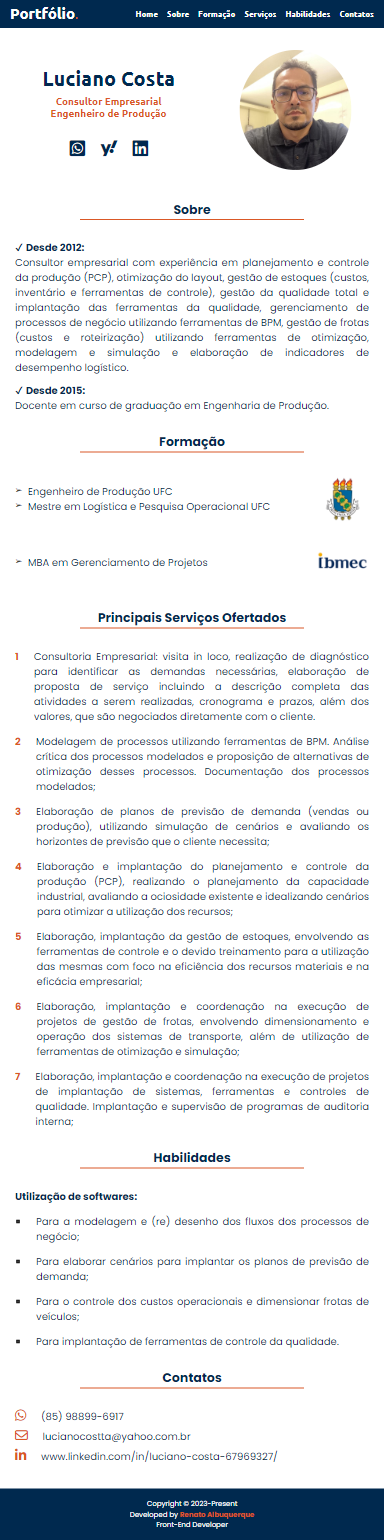 Portfólio.
Home Sobre Formação Serviços Habilidades Contatos
Luciano Costa
Consultor Empresarial
Engenheiro de Produção
Sobre
✓ Desde 2012:
Consultor empresarial com experiência em planejamento e controle
da produção (PCP), otimização do layout, gestão de estoques (custos,
inventário e ferramentas de controle), gestão da qualidade total e
implantação das ferramentas da qualidade, gerenciamento de
processos de negócio utilizando ferramentas de BPM, gestão de frotas
(custos e roteirização) utilizando ferramentas de otimização,
modelagem e simulação e elaboração de indicadores de
desempenho logístico.
✓ Desde 2015:
Docente em curso de graduação em Engenharia de Produção.
Formação
➢ Engenheiro de Produção UFC
➢ Mestre em Logística e Pesquisa Operacional UFC
➢ MBA em Gerenciamento de Projetos
ibmec
Principais Serviços Ofertados
1 Consultoria Empresarial: visita in loco, realização de diagnóstico
para identificar as demandas necessárias, elaboração de
proposta de serviço incluindo a descrição completa das
atividades a serem realizadas, cronograma e prazos, além dos
valores, que são negociados diretamente com o cliente.
2 Modelagem de processos utilizando ferramentas de BPM. Análise
crítica dos processos modelados e proposição de alternativas de
otimização desses processos. Documentação dos processos
modelados;
3 Elaboração de planos de previsão de demanda (vendas ou
produção), utilizando simulação de cenários e avaliando os
horizontes de previsão que o cliente necessita;
4 Elaboração e implantação do planejamento e controle da
produção (PCP), realizando o planejamento da capacidade
industrial, avaliando a ociosidade existente e idealizando cenários
para otimizar a utilização dos recursos;
5 Elaboração, implantação da gestão de estoques, envolvendo as
ferramentas de controle e o devido treinamento para a utilização
das mesmas com foco na eficiência dos recursos materiais e na
eficácia empresarial;
6 Elaboração, implantação e coordenação na execução de
projetos de gestão de frotas, envolvendo dimensionamento e
operação dos sistemas de transporte, além de utilização de
ferramentas de otimização e simulação;
7 Elaboração, implantação e coordenação na execução de projetos
de implantação de sistemas, ferramentas e controles de
qualidade. Implantação e supervisão de programas de auditoria
interna;
Habilidades
Utilização de softwares:
▪ Para a modelagem e (re) desenho dos fluxos dos processos de
negócio;
▪ Para elaborar cenários para implantar os planos de previsão de
demanda;
▪ Para o controle dos custos operacionais e dimensionar frotas de
veículos;
▪ Para implantação de ferramentas de controle da qualidade.
Contatos
(85) 98899-6917
lucianocostta@yahoo.com.br
www.linkedin.com/in/luciano-costa-67969327/
Copyright © 2023-Present
Developed by Renato Albuquerque
Front-End Developer